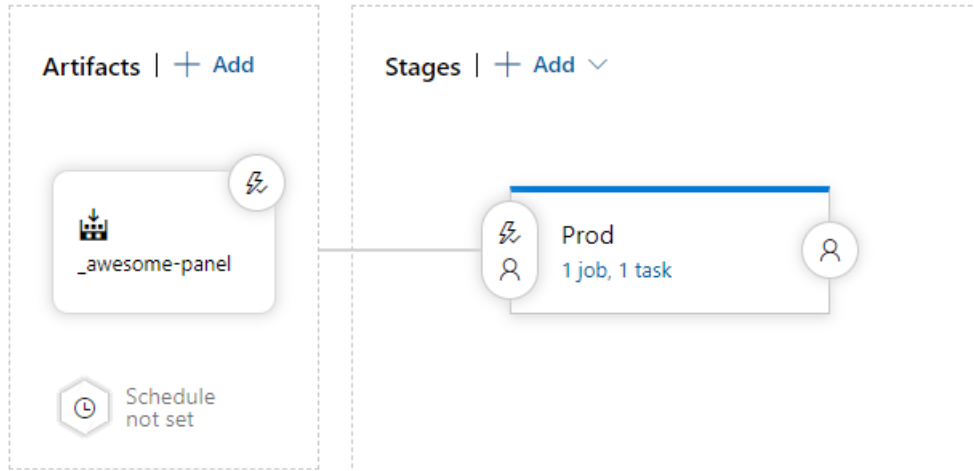 Artifacts | + Add
Stages | + Add
_awesome-panel
Prod
1 job, 1 task
Schedule
not set